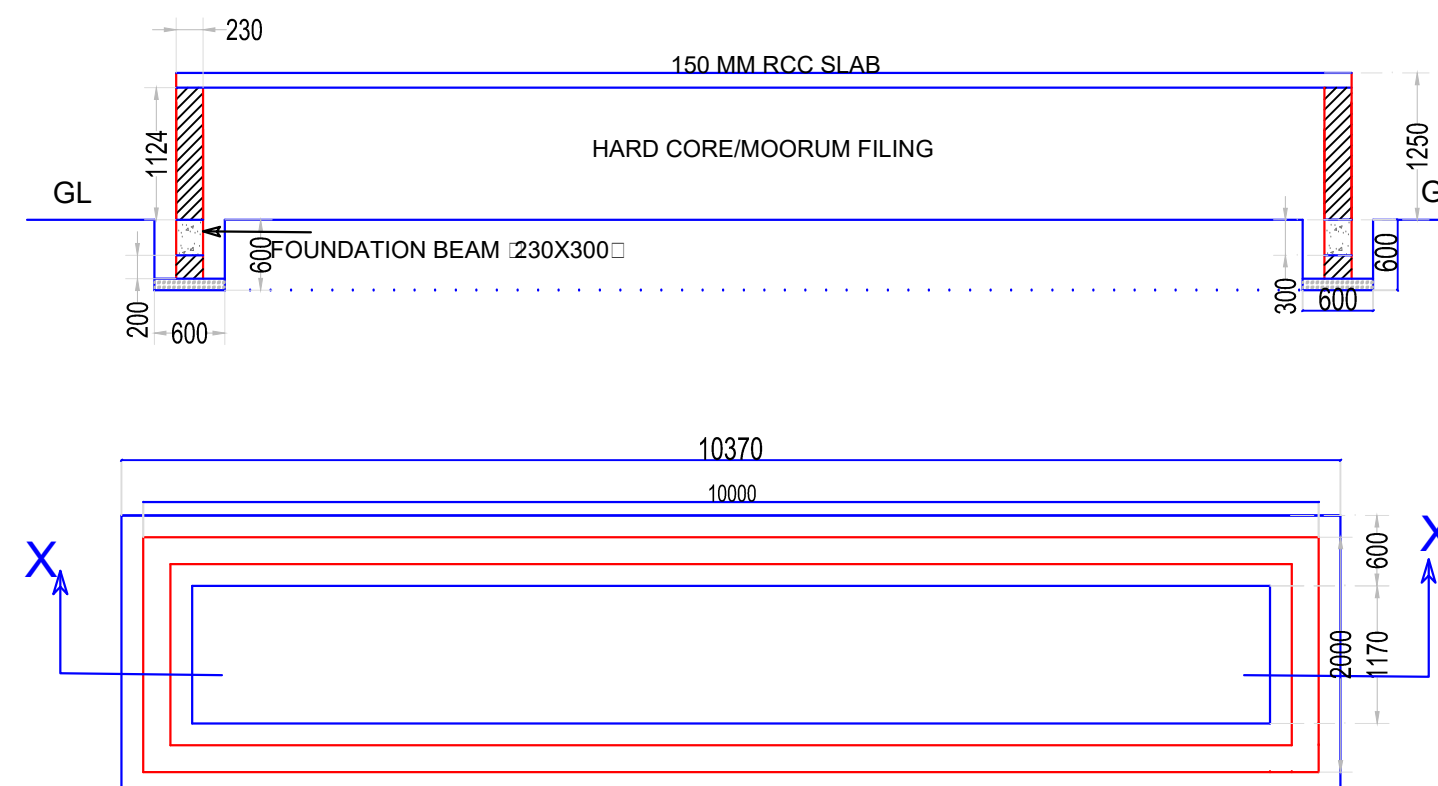 230
150 MM RCC SLAB
1124
HARD CORE/MOORUM FILING
1250
GL
G
600
FOUNDATION BEAM □230X300□
600
200
600
300
600
10370
10000
X
X
600
2000
1170